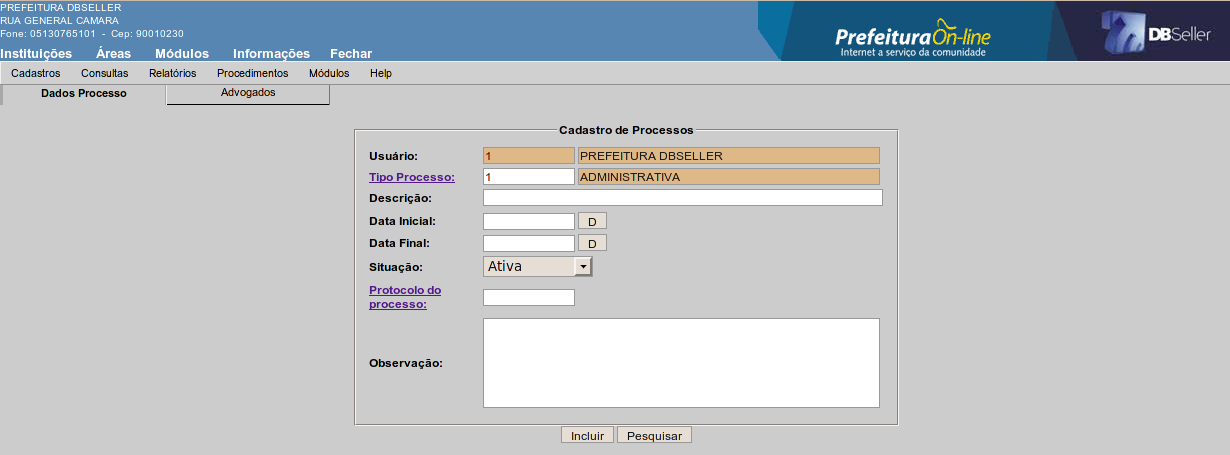 PREFEITURA DBSELLER
RUA GENERAL CAMARA
Fone: 05130765101 - Cep: 90010230
Prefeitura On-line
Internet a serviço da comunidade
DBSeller
Instituições Áreas Módulos Informações Fechar
Cadastros Consultas Relatórios Procedimentos Módulos Help
Dados Processo Advogados
Cadastro de Processos
Usuário: 1 PREFEITURA DBSELLER
Tipo Processo: 1 ADMINISTRATIVA
Descrição:
Data Inicial: D
Data Final: D
Situação: Ativa
Protocolo do
processo:
Observação:
Incluir Pesquisar